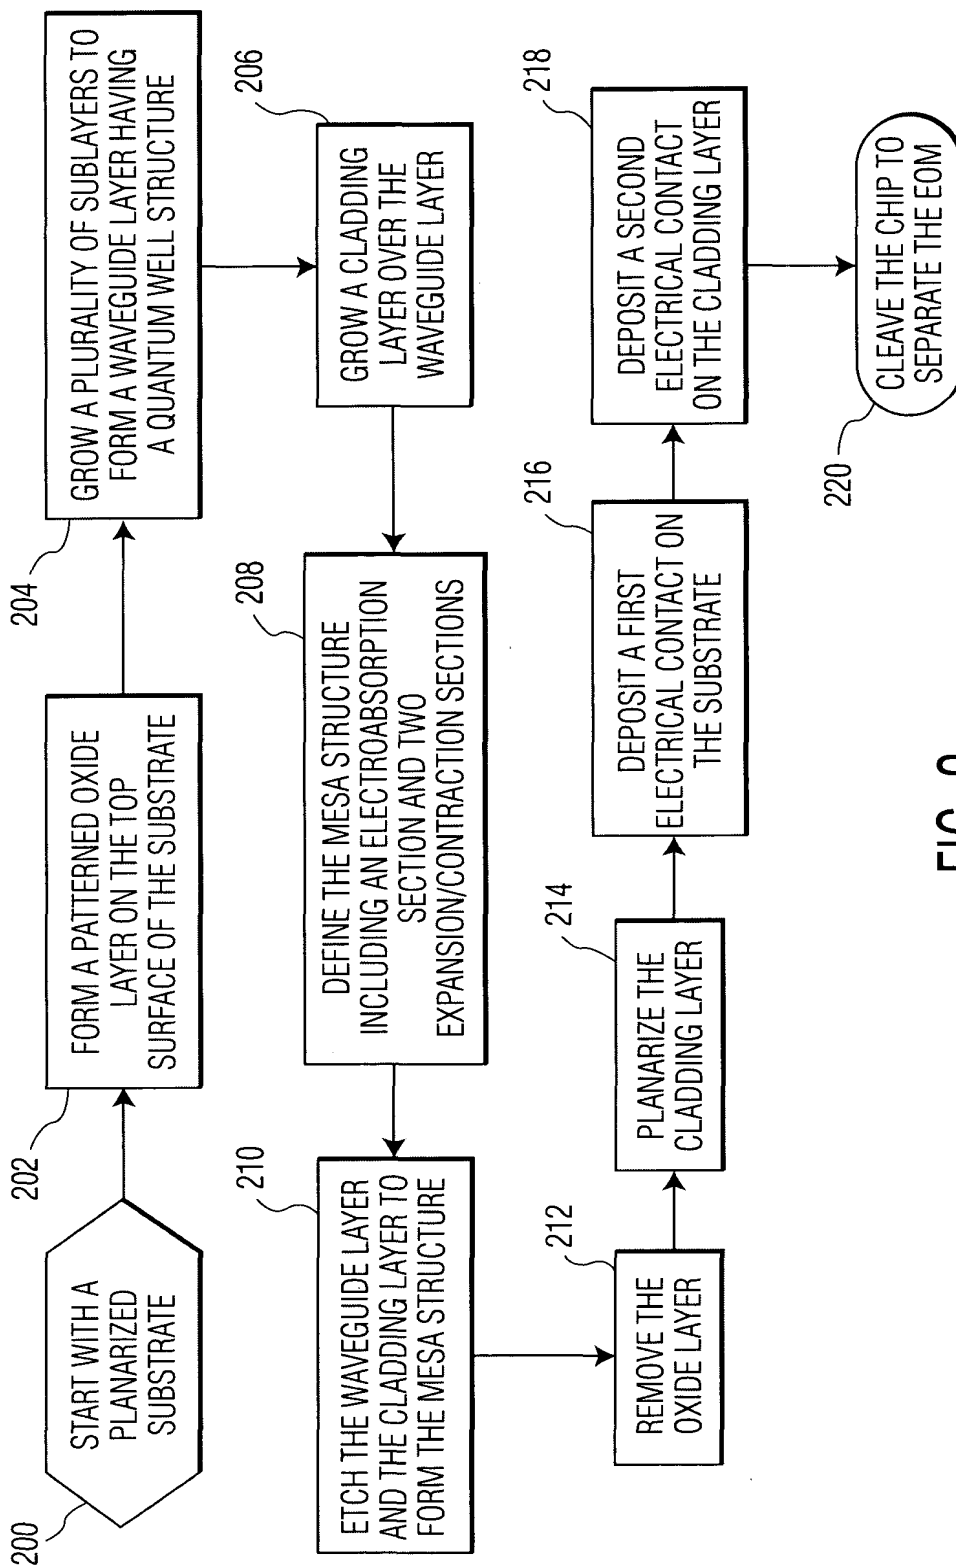 200
START WITH A
PLANARIZED
SUBSTRATE
202
FORM A PATTERNED OXIDE
LAYER ON THE TOP
SURFACE OF THE SUBSTRATE
204
GROW A PLURALITY OF SUBLAYERS TO
FORM A WAVEGUIDE LAYER HAVING
A QUANTUM WELL STRUCTURE
206
GROW A CLADDING
LAYER OVER THE
WAVEGUIDE LAYER
208
DEFINE THE MESA STRUCTURE
INCLUDING AN ELECTROABSORPTION
SECTION AND TWO
EXPANSION/CONTRACTION SECTIONS
210
ETCH THE WAVEGUIDE LAYER
AND THE CLADDING LAYER TO
FORM THE MESA STRUCTURE
212
REMOVE THE
OXIDE LAYER
214
PLANARIZE THE
CLADDING LAYER
216
DEPOSIT A FIRST
ELECTRICAL CONTACT ON
THE SUBSTRATE
218
DEPOSIT A SECOND
ELECTRICAL CONTACT
ON THE CLADDING LAYER
220
CLEAVE THE CHIP TO
SEPARATE THE EOM
FIG